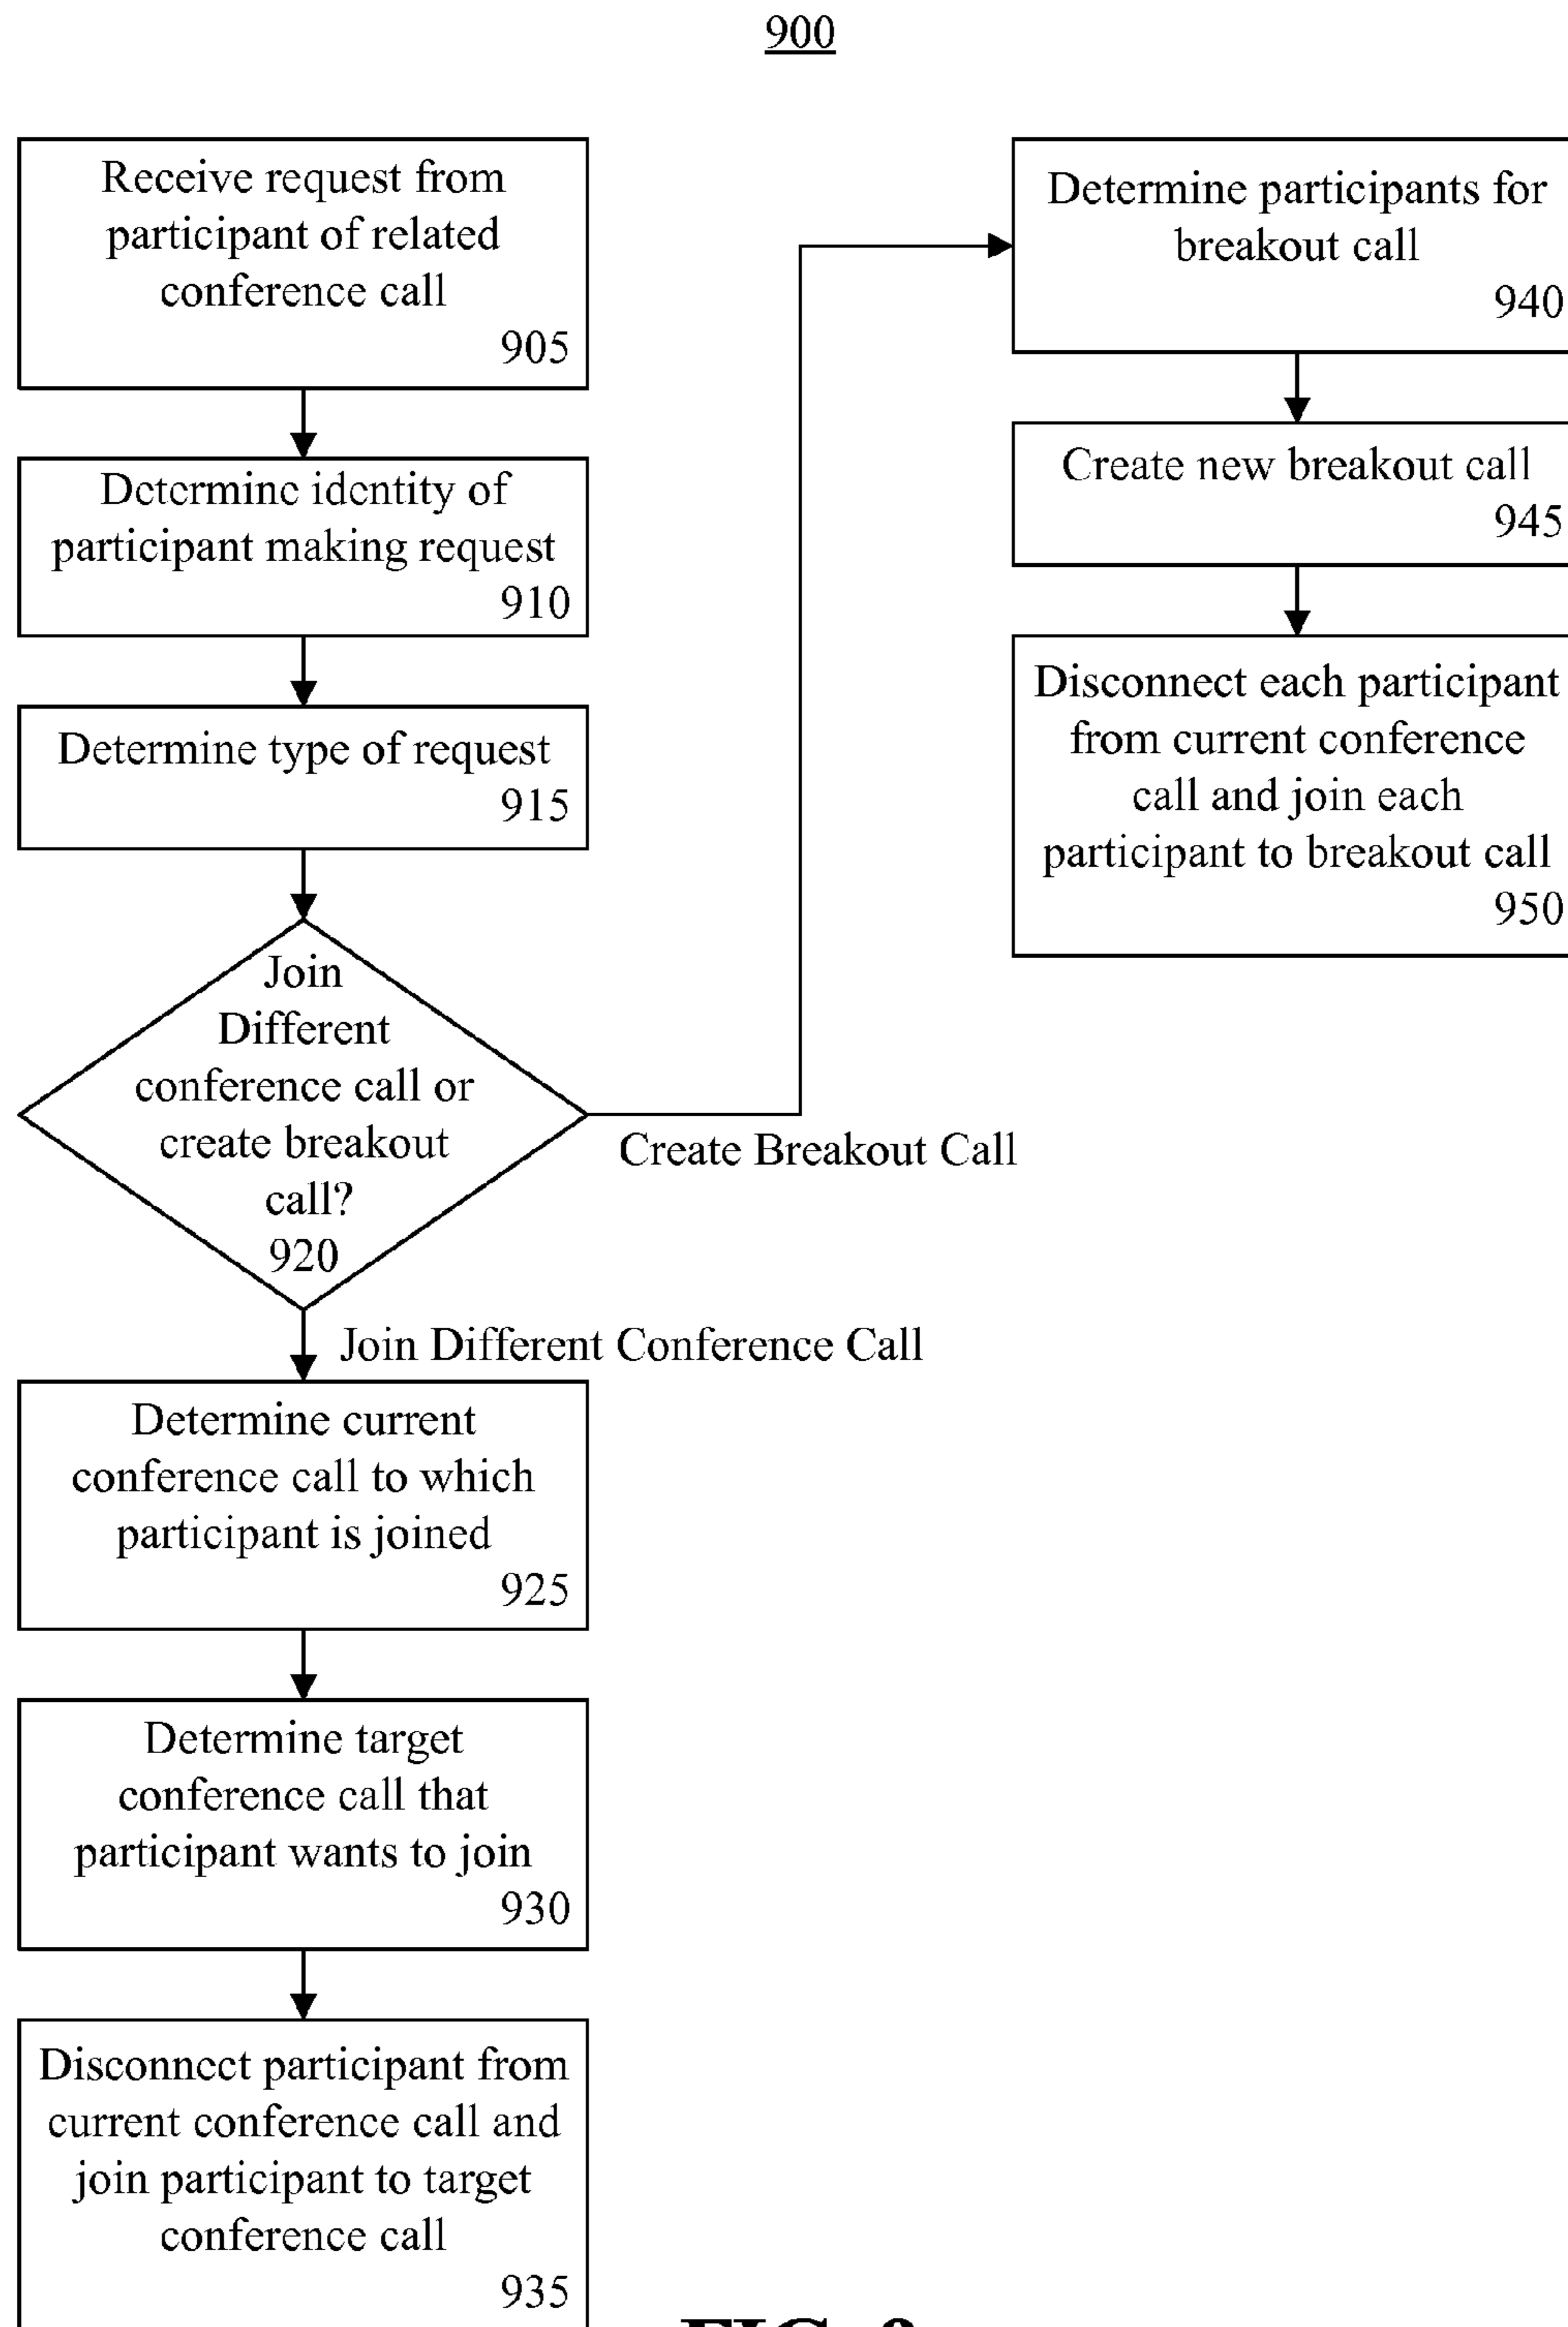 900
Receive request from
participant of related
conference call
905
Determine identity of
participant making request
910
Determine type of request
915
Join
Different
conference call or
create breakout
call?
920
Create Breakout Call
Join Different Conference Call
Determine current
conference call to which
participant is joined
925
Determine target
conference call that
participant wants to join
930
Disconnect participant from
current conference call and
join participant to target
conference call
935
Determine participants for
breakout call
940
Create new breakout call
945
Disconnect each participant
from current conference
call and join each
participant to breakout call
950